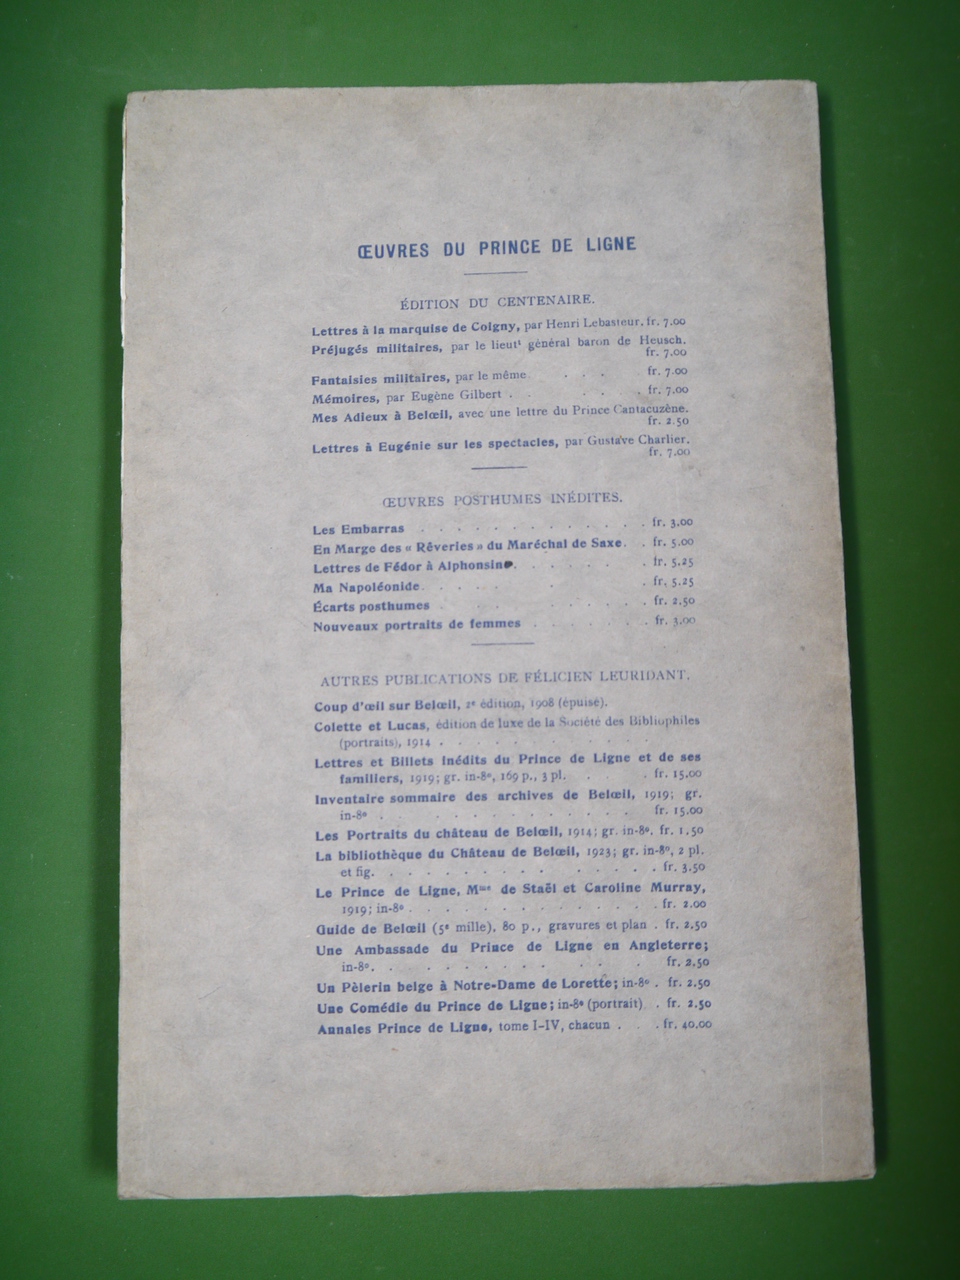 ŒUVRES DU PRINCE DE LIGNE
ÉDITION DU CENTENAIRE.
Lettres à la marquise de Coigny, par Henri Lebasteur. fr. 7.00
Préjugés militaires, par le lieut^t général baron de Heusch.
fr. 7.00
Fantaisies militaires, par le même. . . . fr. 7.00
Mémoires, par Eugène Gilbert . . . . fr. 7.00
Mes Adieux à Belœil, avec une lettre du Prince Cantacuzène.
fr. 2.50
Lettres à Eugénie sur les spectacles, par Gustave Charlier.
fr. 7.00
ŒUVRES POSTHUMES INÉDITES.
Les Embarras . . . . . . . . . . . . fr. 3.00
En Marge des « Rêveries » du Maréchal de Saxe. . fr. 5.00
Lettres de Fédor à Alphonsine. . . . . . . fr. 5.25
Ma Napoléonide . . . . . . fr. 5.25
Écarts posthumes . . . . . . . fr. 2.50
Nouveaux portraits de femmes . . . . . . . fr. 3.00
AUTRES PUBLICATIONS DE FÉLICIEN LEURIDANT.
Coup d'œil sur Belœil, 2e édition, 1908 (épuisé).
Colette et Lucas, édition de luxe de la Société des Bibliophiles
(portraits), 1914 . . . . . . . . .
Lettres et Billets inédits du Prince de Ligne et de ses
familiers, 1919; gr. in-8º, 169 p., 3 pl. . . . fr. 15.00
Inventaire sommaire des archives de Belœil, 1919; gr.
in-8º . . . . . . . . . . . fr. 15.00
Les Portraits du château de Belœil, 1914; gr. in-8º. fr. 1.50
La bibliothèque du Château de Belœil, 1923; gr. in-8º, 2 pl.
et fig. . . . . . . . . . . . fr. 3.50
Le Prince de Ligne, Mme de Staël et Caroline Murray,
1919; in-8º . . . . . . . . . . . fr. 2.00
Guide de Belœil (5e mille). 80 p., gravures et plan . fr. 2.50
Une Ambassade du Prince de Ligne en Angleterre;
in-8º. . . . . . . . . . . fr. 2.50
Un Pèlerin belge à Notre-Dame de Lorette; in-8º . fr. 2.50
Une Comédie du Prince de Ligne; in-8º (portrait) . fr. 2.50
Annales Prince de Ligne, tome I-IV, chacun . . . fr. 40.00